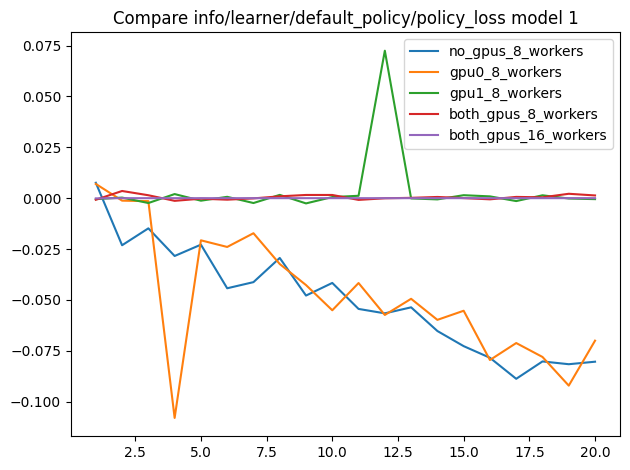 Compare info/learner/default_policy/policy_loss model 1
no_gpus_8_workers
gpu0_8_workers
gpu1_8_workers
both_gpus_8_workers
both_gpus_16_workers
0.075
0.050
0.025
0.000
−0.025
−0.050
−0.075
−0.100
2.5 5.0 7.5 10.0 12.5 15.0 17.5 20.0